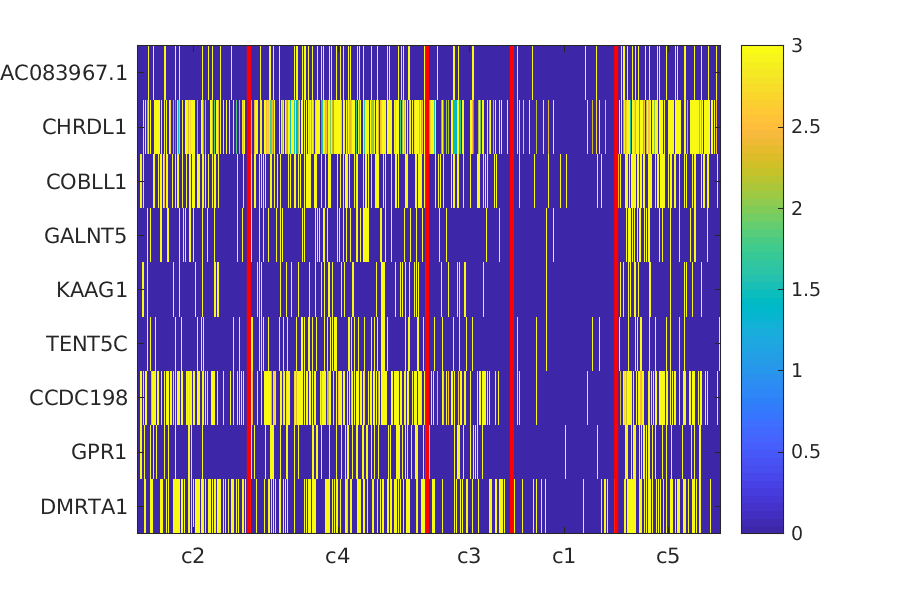 AC083967.1
CHRDL1
COBLL1
GALNT5
KAAG1
TENT5C
CCDC198
GPR1
DMRTA1
c2 c4 c3 c1 c5
3
2.5
2
1.5
1
0.5
0